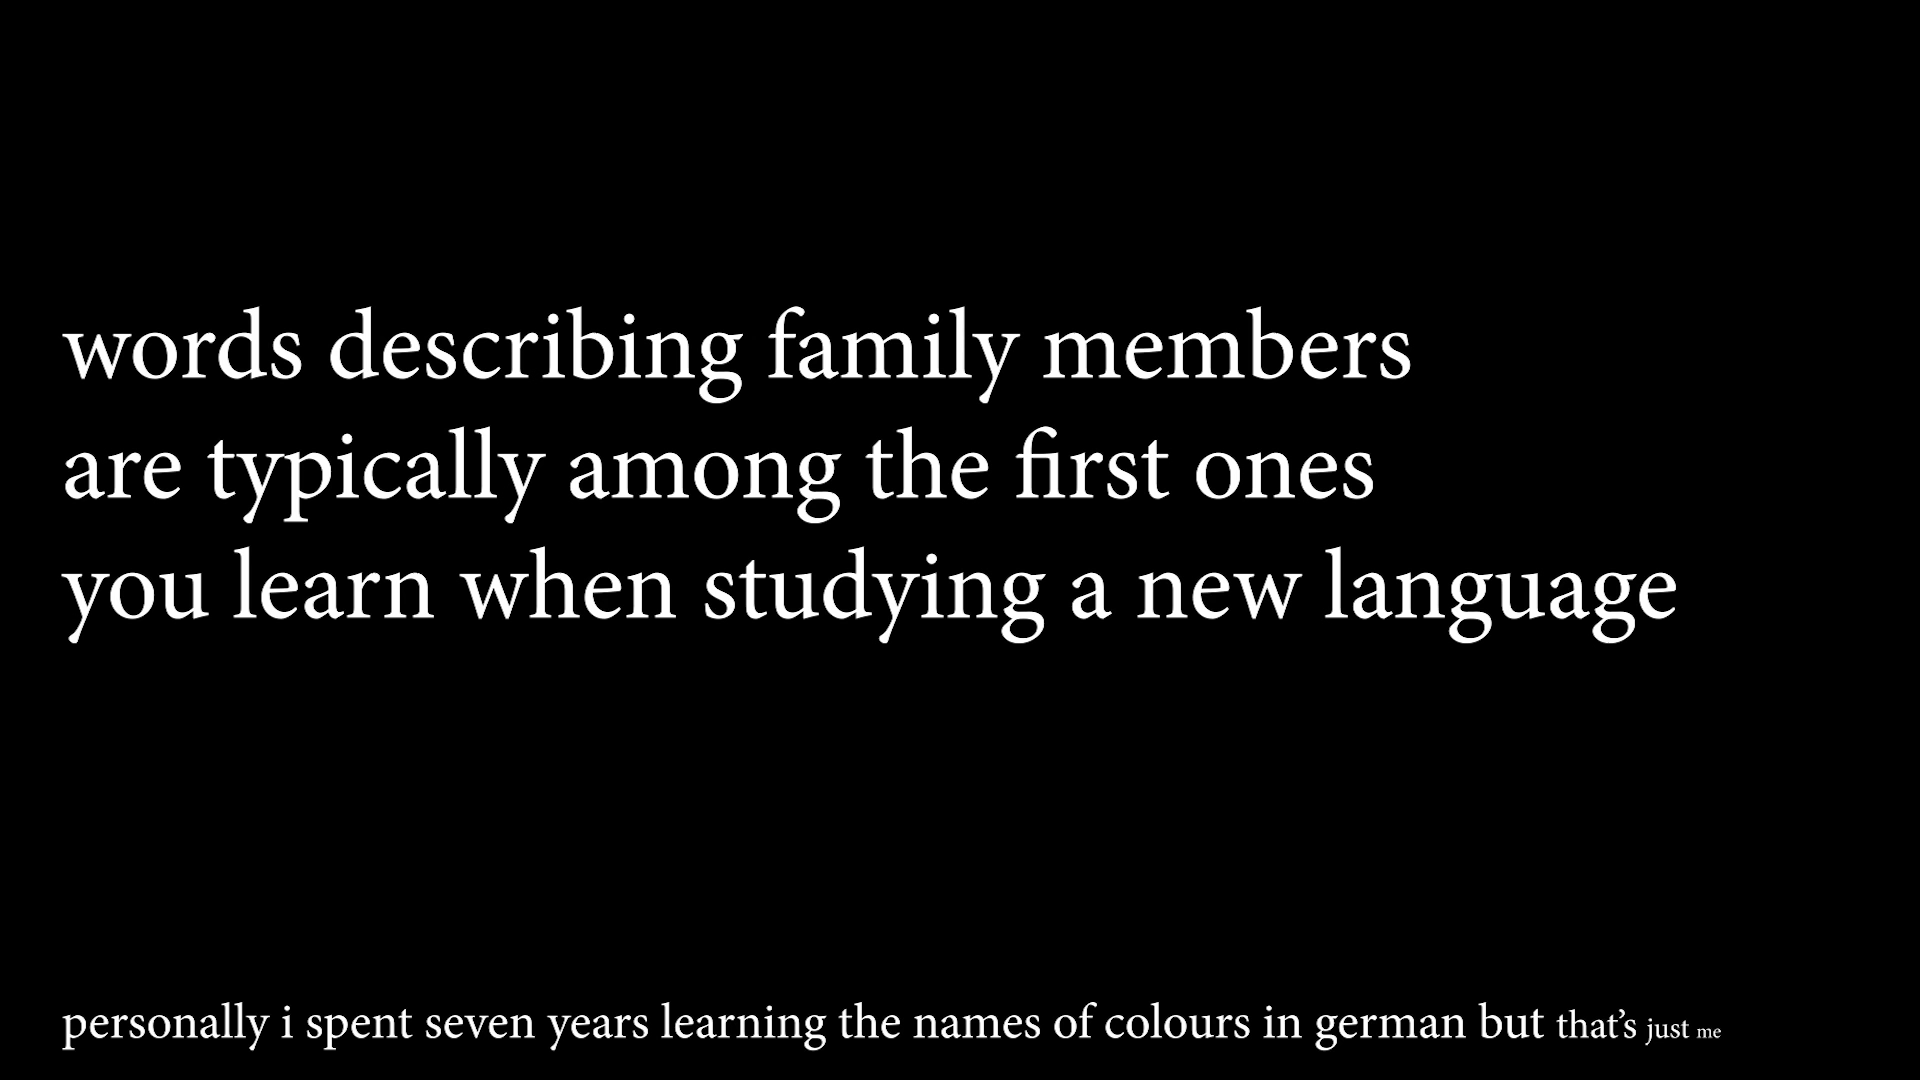 words describing family members
are typically among the first ones
you learn when studying a new language
personally i spent seven years learning the names of colours in german but that’s just me